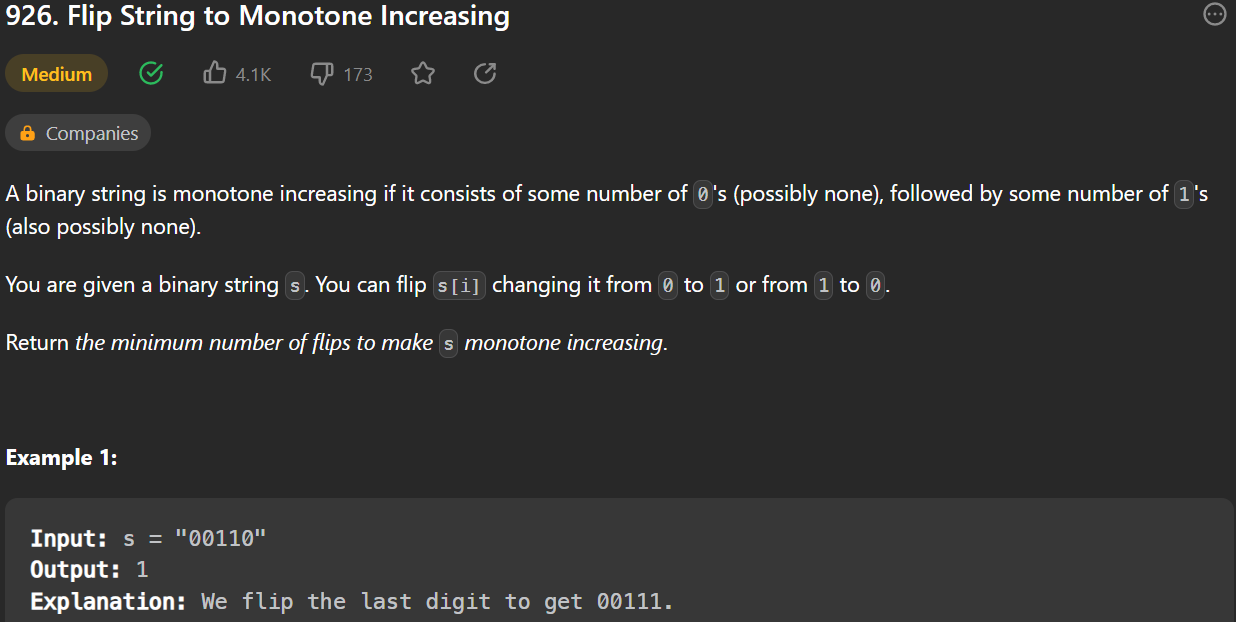 926. Flip String to Monotone Increasing
Medium 4.1K 173
Companies
A binary string is monotone increasing if it consists of some number of 0's (possibly none), followed by some number of 1's
(also possibly none).
You are given a binary string s. You can flip s[i] changing it from 0 to 1 or from 1 to 0.
Return the minimum number of flips to make s monotone increasing.
Example 1:
Input: s = "00110"
Output: 1
Explanation: We flip the last digit to get 00111.